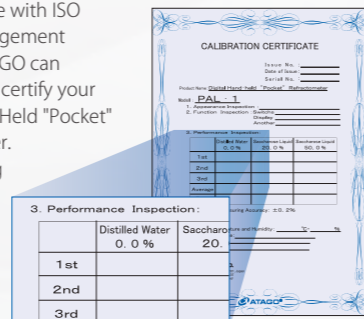 e with ISO
gement
GO can
certify your
Held "Pocket"
er.
g
CALIBRATION CERTIFICATE
Issue No.
Date of Issue:
Serial No.
Product Name: Digital Hand held "Pocket" Refractometer
Model: PAL - 1
1. Appearance Inspection:
2. Function Inspection: Switchs
Display
Another
3. Performance Inspection:
Distilled Water Saccharose Liquid Saccharose Liquid
0. 0 % 20. 0 % 50. 0 %
1st
2nd
3rd
Average
uring Accuracy: ±0. 2%
ture and Humidity: °C %
ATAGO
3. Performance Inspection:
Distilled Water Saccharo
0. 0 % 20.
1st
2nd
3rd